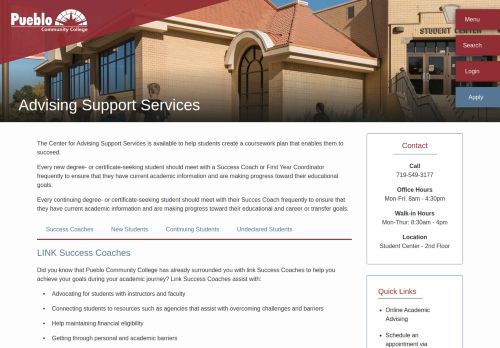 Pueblo
Community College
STUDENT CENTER
Menu
Search
Login
Apply
Advising Support Services
The Center for Advising Support Services is available to help students create a coursework plan that enables them to
succeed.
Every new degree- or certificate-seeking student should meet with a Success Coach or First Year Coordinator
frequently to ensure that they have current academic information and are making progress toward their educational
goals.
Every continuing degree- or certificate-seeking student should meet with their Succes Coach frequently to ensure that
they have current academic information and are making progress toward their educational and career or transfer goals.
Success Coaches
New Students
Continuing Students
Undeclared Students
LINK Success Coaches
Did you know that Pueblo Community College has already surrounded you with link Success Coaches to help you
achieve your goals during your academic journey? Link Success Coaches assist with:
• Advocating for students with instructors and faculty
• Connecting students to resources such as agencies that assist with overcoming challenges and barriers
• Help maintaining financial eligibility
• Getting through personal and academic barriers
Contact
Call
719-549-3177
Office Hours
Mon-Fri: 8am - 4:30pm
Walk-in Hours
Mon-Thur: 8:30am - 4pm
Location
Student Center - 2nd Floor
Quick Links
• Online Academic
Advising
• Schedule an
appointment via